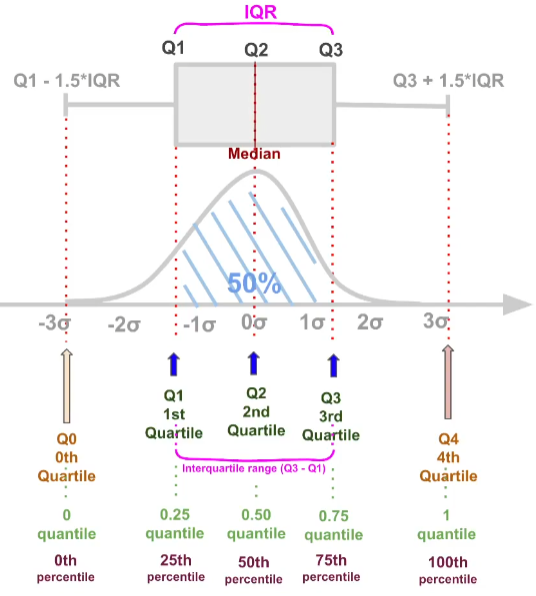 IQR
Q1 Q2 Q3
Q1 - 1.5*IQR Q3 + 1.5*IQR
Median
50%
-3σ -2σ -1σ 0σ 1σ 2σ 3σ
Q1 Q2 Q3
1st 2nd 3rd
Quartile Quartile Quartile
Q0 Q4
0th 4th
Quartile Quartile
Interquartile range (Q3 - Q1)
0 0.25 0.50 0.75 1
quantile quantile quantile quantile quantile
0th 25th 50th 75th 100th
percentile percentile percentile percentile percentile